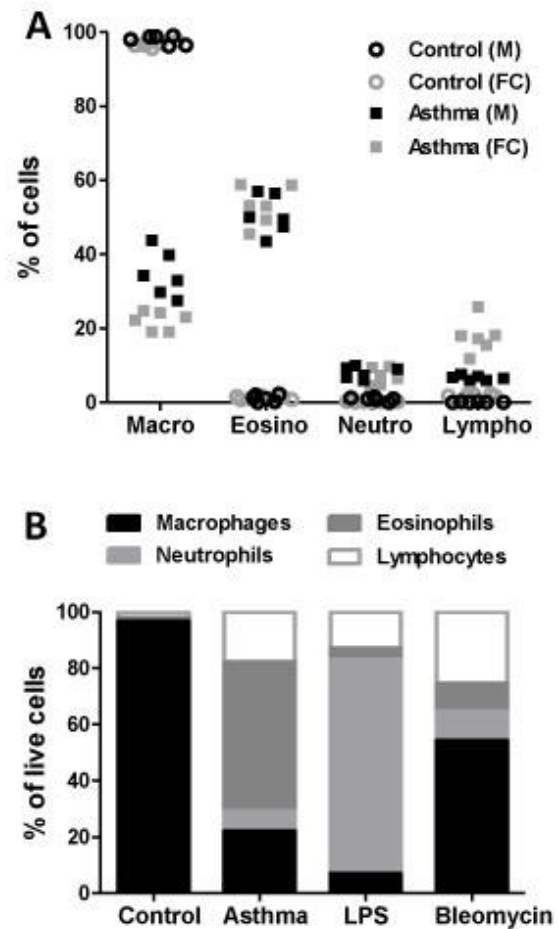 A
100
80
60
40
20
0
% of cells
Control (M)
Control (FC)
Asthma (M)
Asthma (FC)
Macro Eosino Neutro Lympho
B
Macrophages Eosinophils
Neutrophils Lymphocytes
100
80
60
40
20
0
% of live cells
Control Asthma LPS Bleomycin